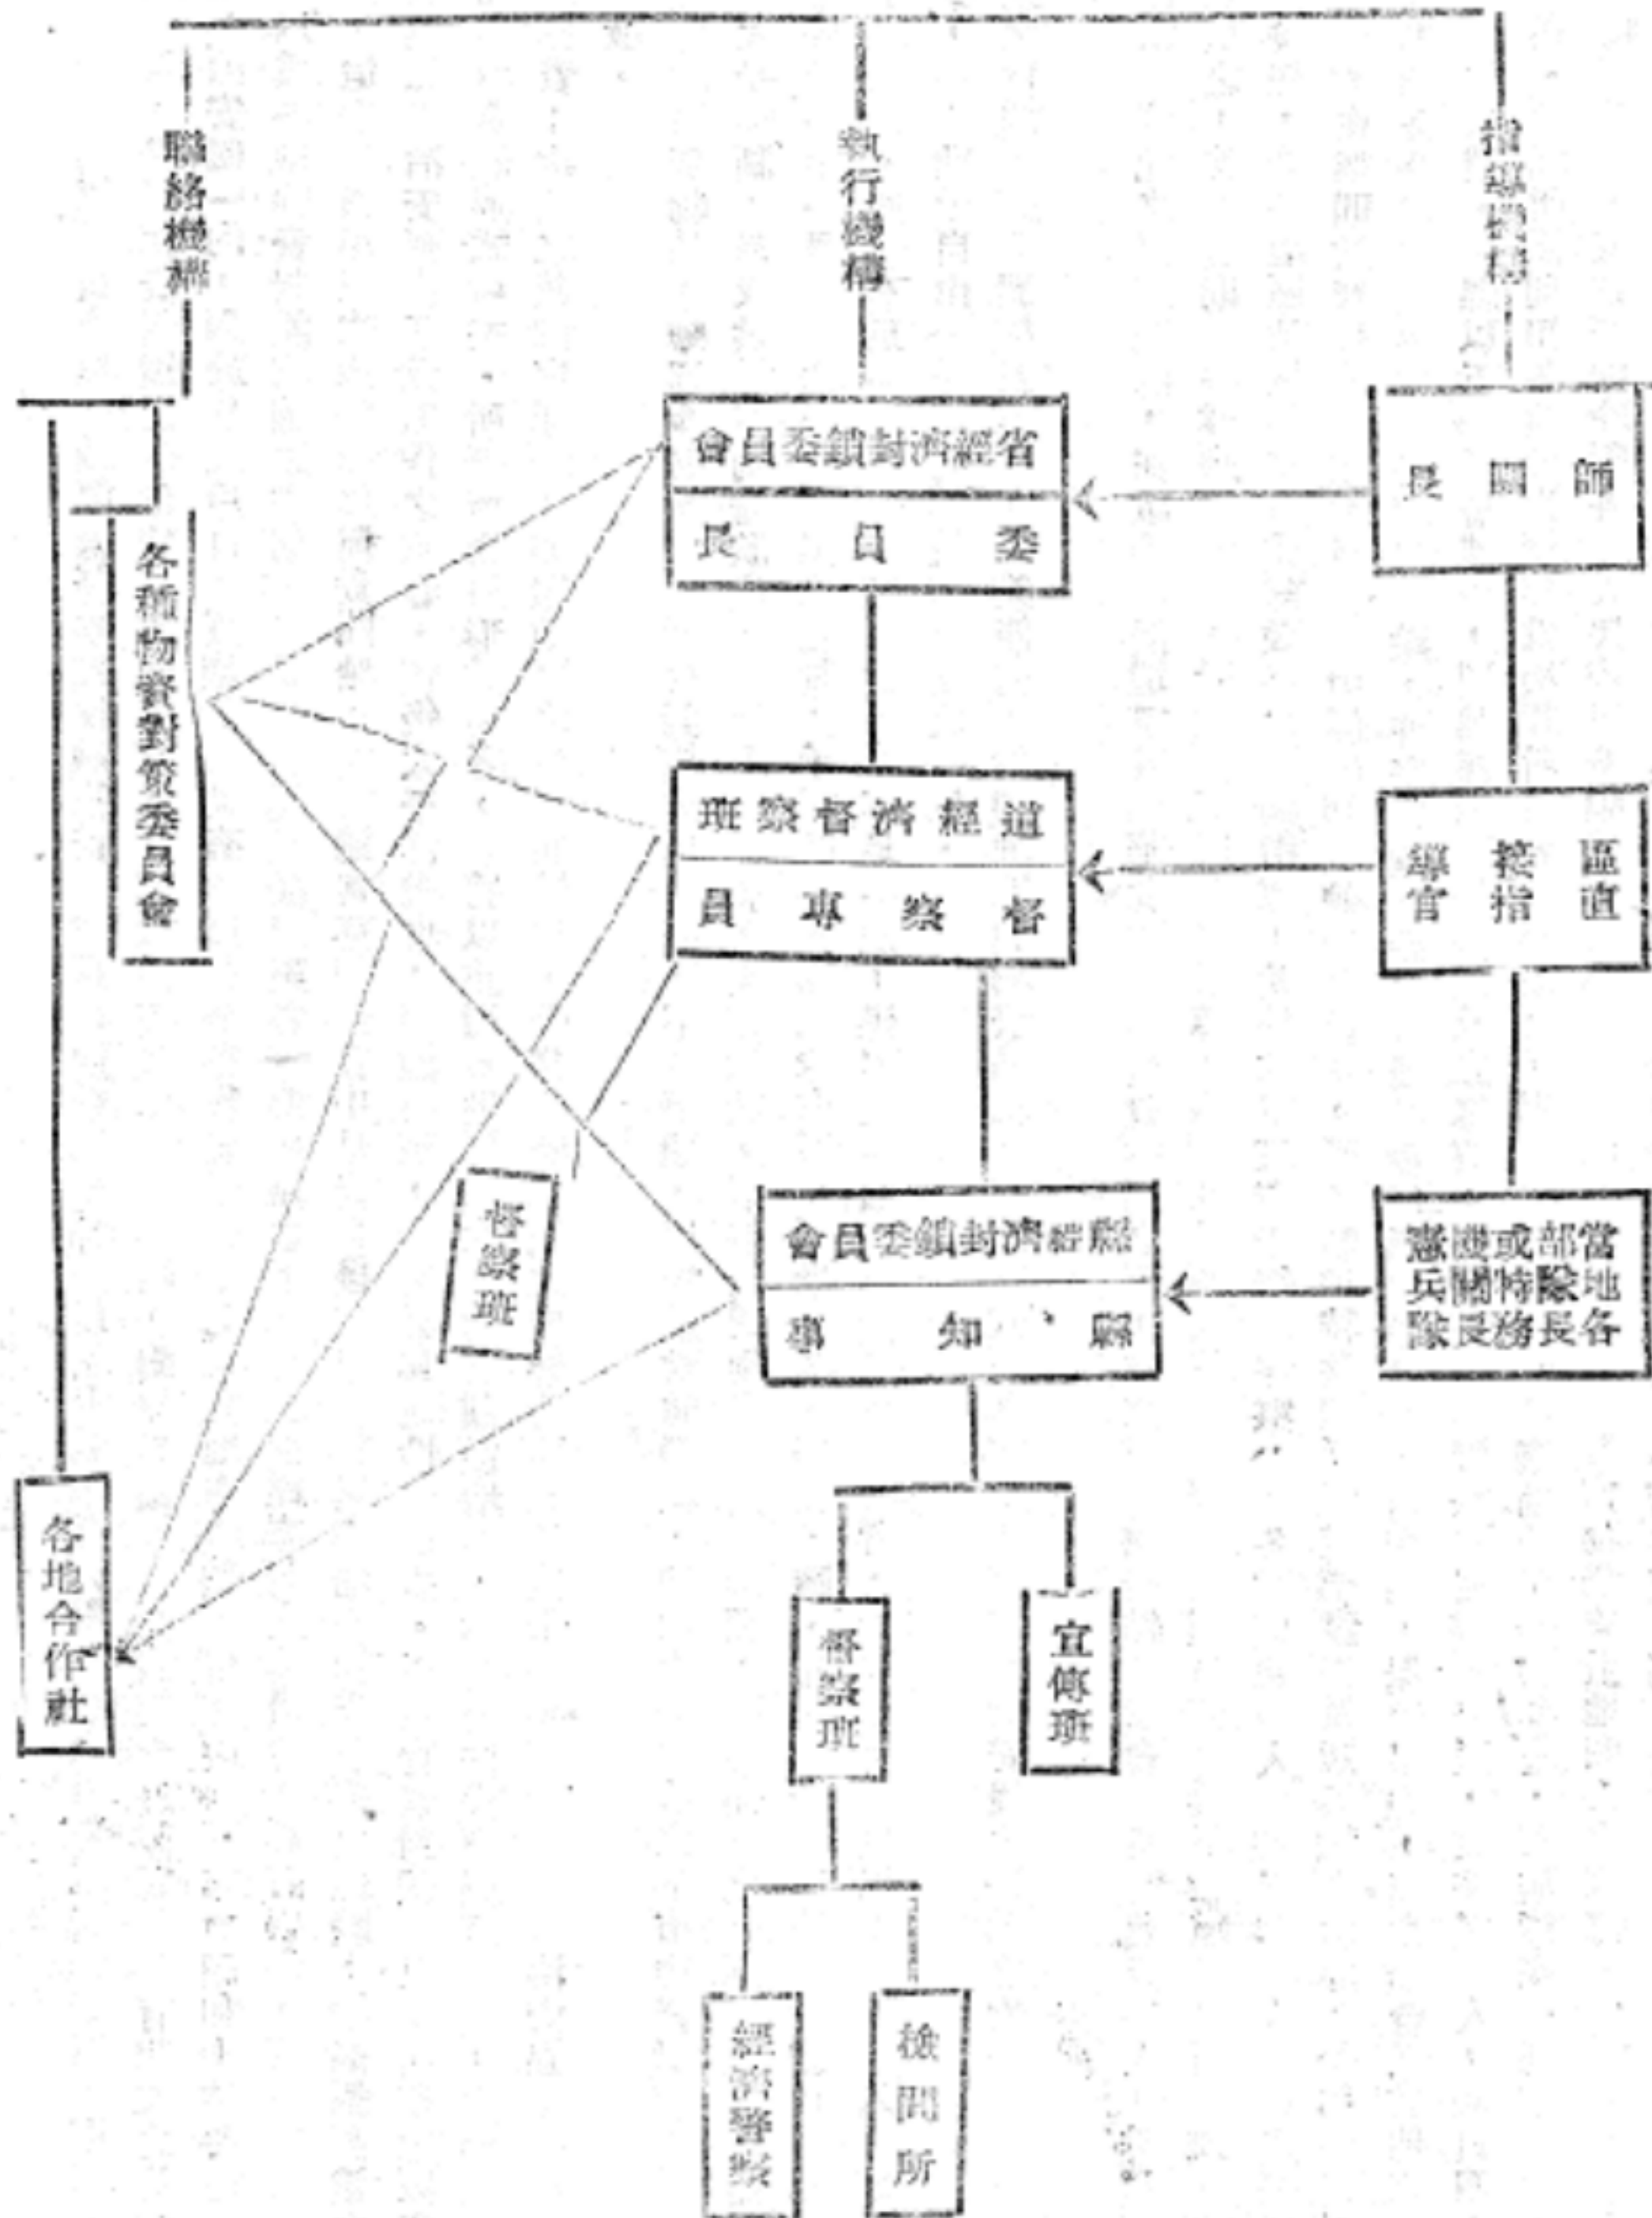 指導機構
師團長
區直
接指
導官
當地各
部隊長
或特務
機關長
憲兵隊
執行機構
省經濟封鎖委員會
委員長
道經濟督察班
督察專員
督察班
縣經濟封鎖委員會
縣知事
宣傳班
督察班
檢問所
經濟警察
聯絡機構
各種物資對策委員會
各地合作社